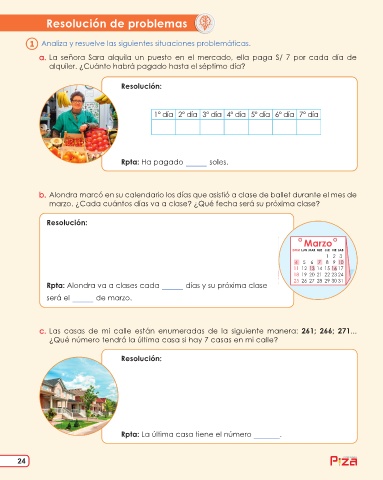 Resolución de problemas
1 Analiza y resuelve las siguientes situaciones problemáticas.
a. La señora Sara alquila un puesto en el mercado, ella paga S/ 7 por cada día de
alquiler. ¿Cuánto habrá pagado hasta el séptimo día?
Resolución:
1° día 2° día 3° día 4° día 5° día 6° día 7° día
Rpta: Ha pagado ______ soles.
b. Alondra marcó en su calendario los días que asistió a clase de ballet durante el mes de
marzo. ¿Cada cuántos días va a clase? ¿Qué fecha será su próxima clase?
Resolución:
Marzo
DOM LUN MAR MIE JUE VIE SAB
1 2 3
4 5 6 7 8 9 10
11 12 13 14 15 16 17
18 19 20 21 22 23 24
25 26 27 28 29 30 31
Rpta: Alondra va a clases cada ______ días y su próxima clase
será el ______ de marzo.
c. Las casas de mi calle están enumeradas de la siguiente manera: 261; 266; 271...
¿Qué número tendrá la última casa si hay 7 casas en mi calle?
Resolución:
Rpta: La última casa tiene el número _______.
24